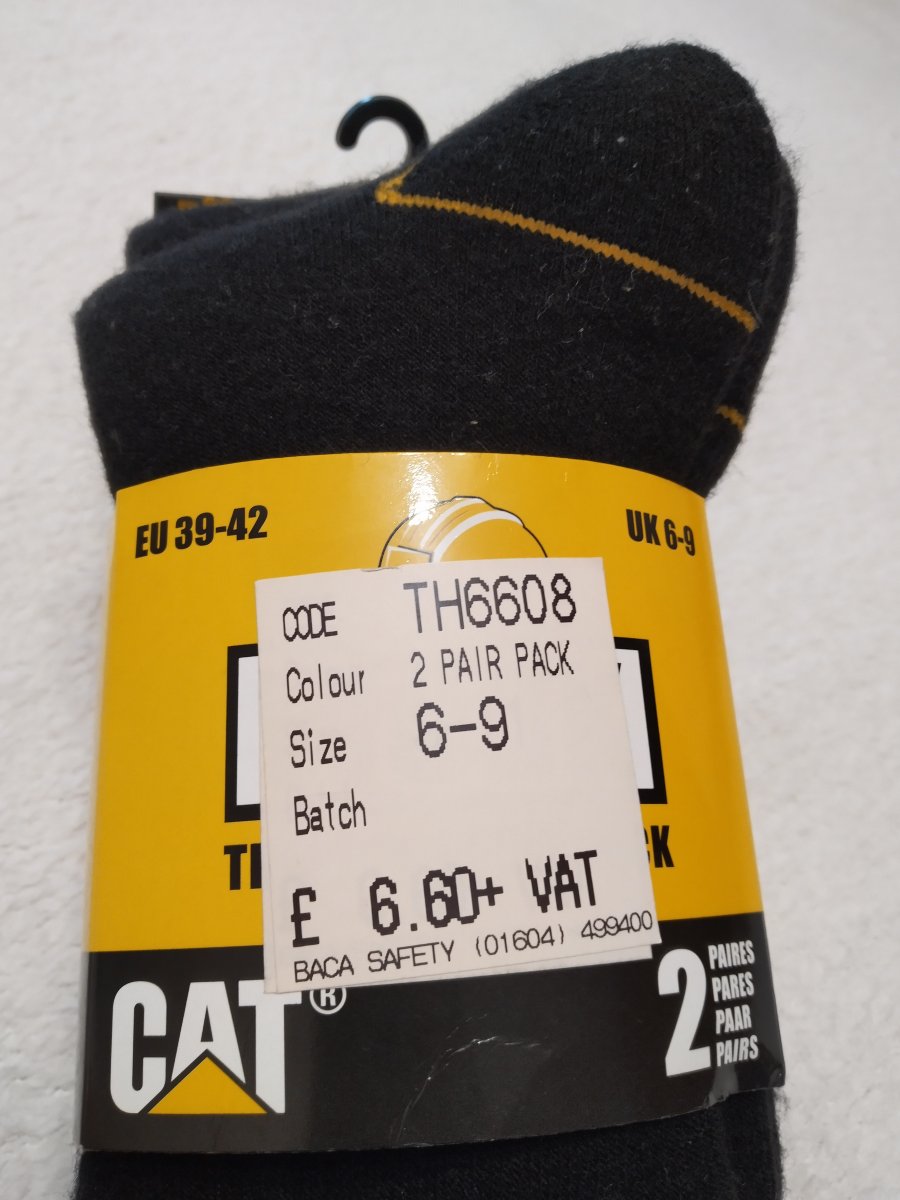 EU 39-42
UK 6-9
CODE TH6608
Colour 2 PAIR PACK
Size 6-9
Batch
£ 6.60+ VAT
BACA SAFETY (01604) 499400
CAT®
2 PAIRES
PARES
PAAR
PAIRS